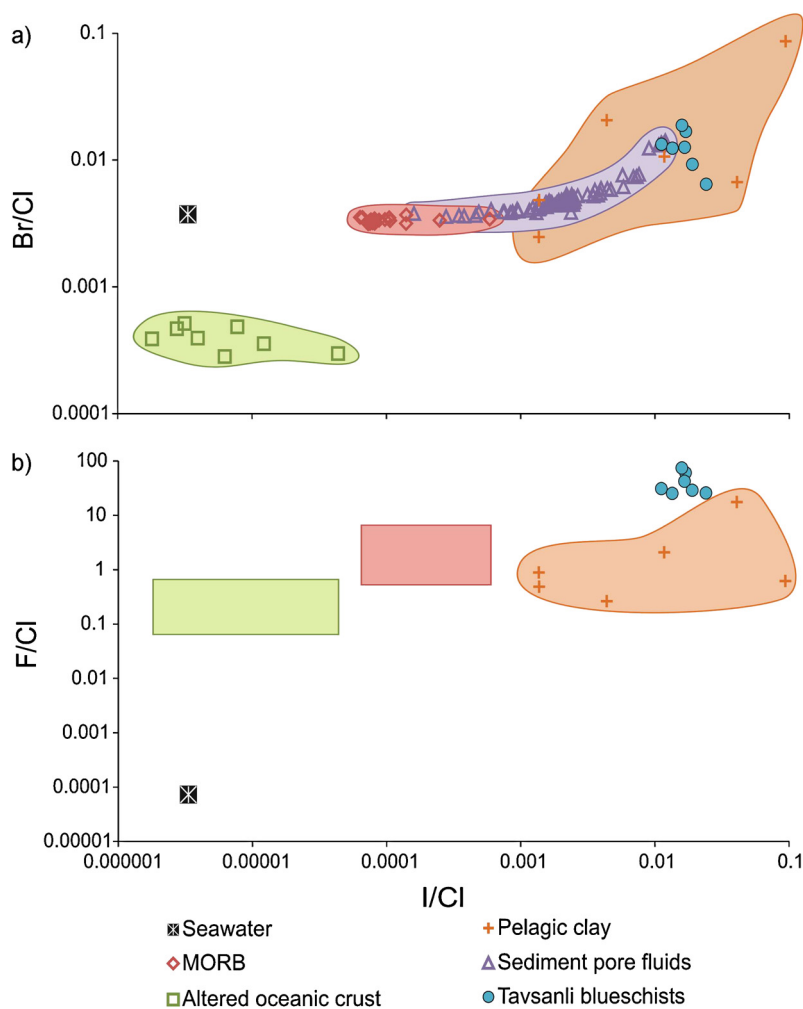 a)
0.1
0.01
0.001
0.0001
Br/Cl
b)
100
10
1
0.1
0.01
0.001
0.0001
0.00001
F/Cl
0.000001 0.00001 0.0001 0.001 0.01 0.1
I/Cl
Seawater Pelagic clay
MORB Sediment pore fluids
Altered oceanic crust Tavsanli blueschists